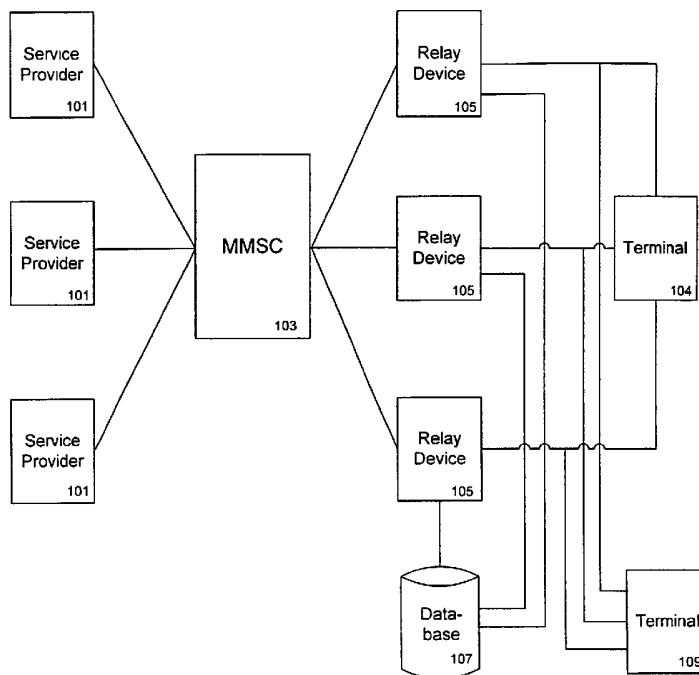 Service
Provider
101
Relay
Device
105
Service
Provider
101
MMSC
103
Relay
Device
105
Terminal
104
Service
Provider
101
Relay
Device
105
Data-
base
107
Terminal
109